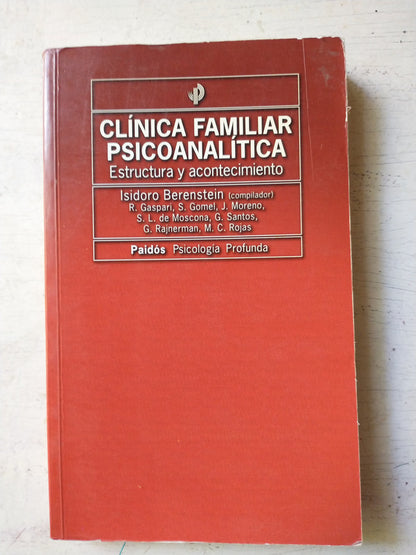 CLÍNICA FAMILIAR
PSICOANALÍTICA
Estructura y acontecimiento
Isidoro Berenstein (compilador)
R. Gaspari, S. Gomel, J. Moreno,
S. L. de Moscona, G. Santos,
G. Rajnerman, M. C. Rojas
Paidós Psicología Profunda